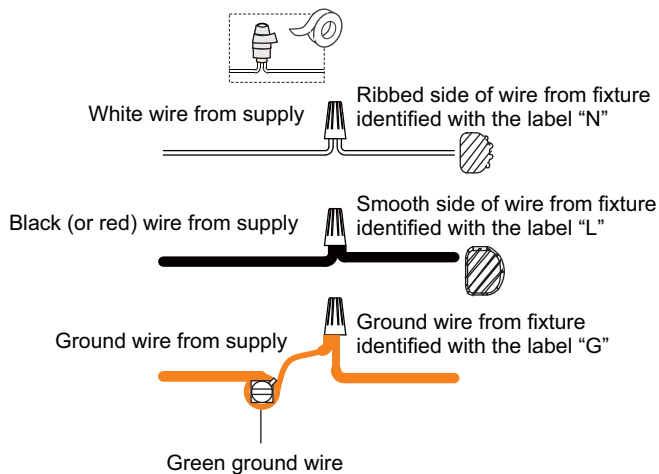 White wire from supply
Ribbed side of wire from fixture
identified with the label “N”
Black (or red) wire from supply
Smooth side of wire from fixture
identified with the label “L”
Ground wire from supply
Ground wire from fixture
identified with the label “G”
Green ground wire